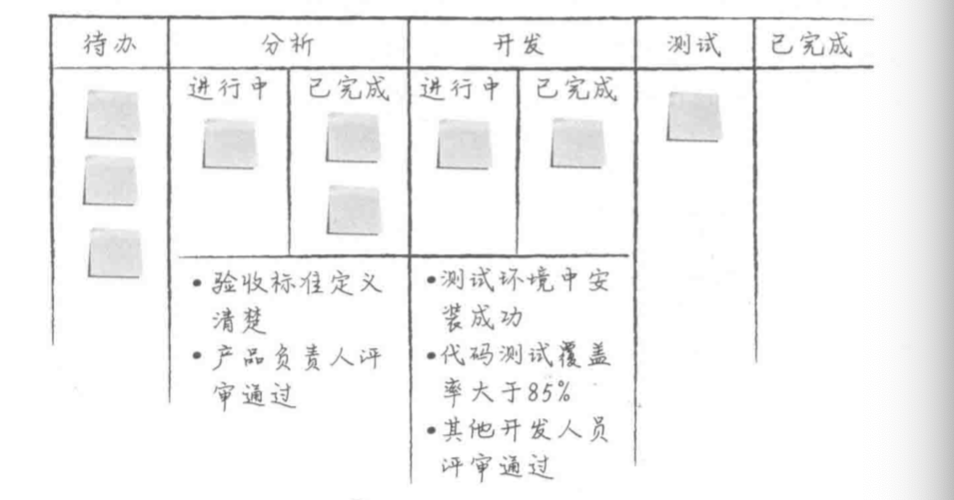 待办 分析 开发 测试 已完成
进行中 已完成 进行中 已完成
•验收标准定义
清楚
•产品负责人评
审通过
•测试环境中安
装成功
•代码测试覆盖
率大于85%
•其他开发人员
评审通过